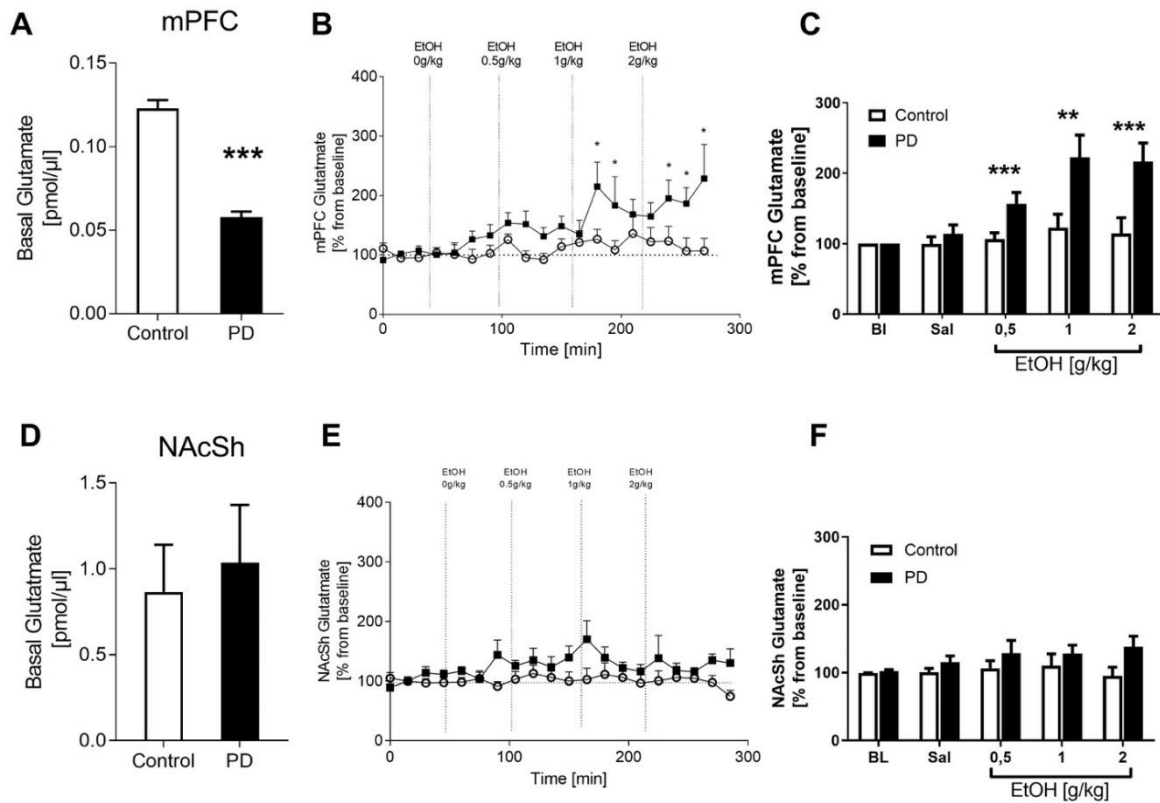 A
mPFC
Basal Glutamate
[pmol/µl]
0.15
0.10
0.05
0.00
***
Control
PD
B
EtOH
0g/kg
EtOH
0.5g/kg
EtOH
1g/kg
EtOH
2g/kg
mPFC Glutamate
[% from baseline]
400
300
200
100
0
* * * * *
0 100 200 300
Time [min]
C
mPFC Glutamate
[% from baseline]
300
200
100
0
Control
PD
***
**
***
Bl Sal 0,5 1 2
EtOH [g/kg]
D
NAcSh
Basal Glutatmate
[pmol/µl]
1.5
1.0
0.5
0.0
Control
PD
E
EtOH
0g/kg
EtOH
0.5g/kg
EtOH
1g/kg
EtOH
2g/kg
NAcSh Glutatmate
[% from baseline]
400
300
200
100
0
0 100 200 300
Time [min]
F
NAcSh Glutamate
[% from baseline]
300
200
100
0
Control
PD
BL Sal 0,5 1 2
EtOH [g/kg]